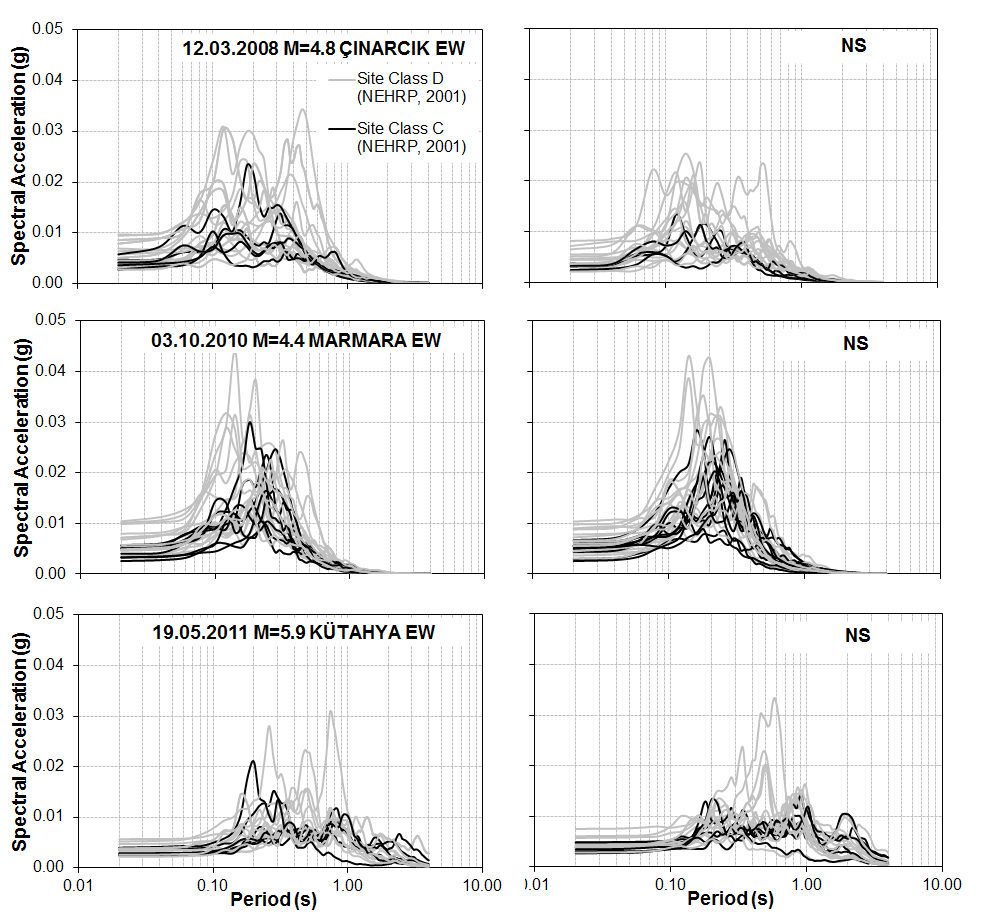 0.05
0.04
0.03
0.02
0.01
0.00
Spectral Acceleration (g)
12.03.2008 M=4.8 ÇINARCIK EW
Site Class D
(NEHRP, 2001)
Site Class C
(NEHRP, 2001)
NS
0.05
0.04
0.03
0.02
0.01
0.00
Spectral Acceleration (g)
03.10.2010 M=4.4 MARMARA EW
NS
0.05
0.04
0.03
0.02
0.01
0.00
Spectral Acceleration (g)
19.05.2011 M=5.9 KÜTAHYA EW
NS
0.01 0.10 1.00 10.00
Period (s)
0.01 0.10 1.00 10.00
Period (s)